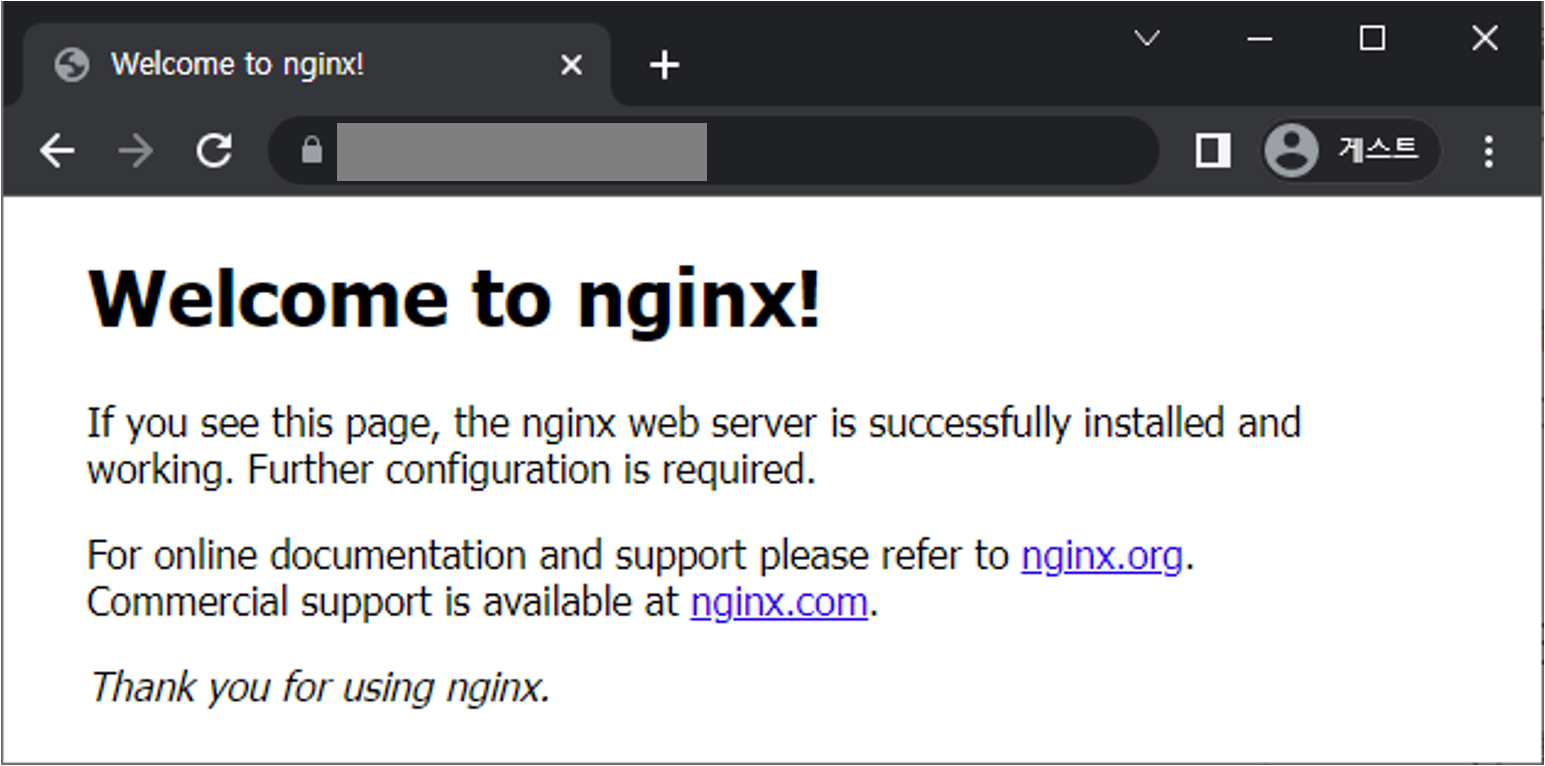 Welcome to nginx!
게스트
Welcome to nginx!
If you see this page, the nginx web server is successfully installed and
working. Further configuration is required.
For online documentation and support please refer to nginx.org.
Commercial support is available at nginx.com.
Thank you for using nginx.